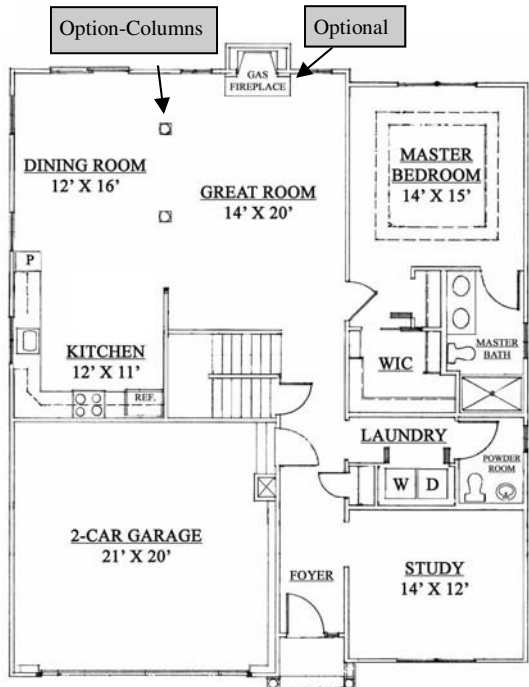 Option-Columns
Optional
GAS
FIREPLACE
DINING ROOM
12' X 16'
GREAT ROOM
14' X 20'
MASTER
BEDROOM
14' X 15'
P
KITCHEN
12' X 11'
REF.
WIC
MASTER
BATH
LAUNDRY
W D
POWDER
ROOM
2-CAR GARAGE
21' X 20'
FOYER
STUDY
14' X 12'